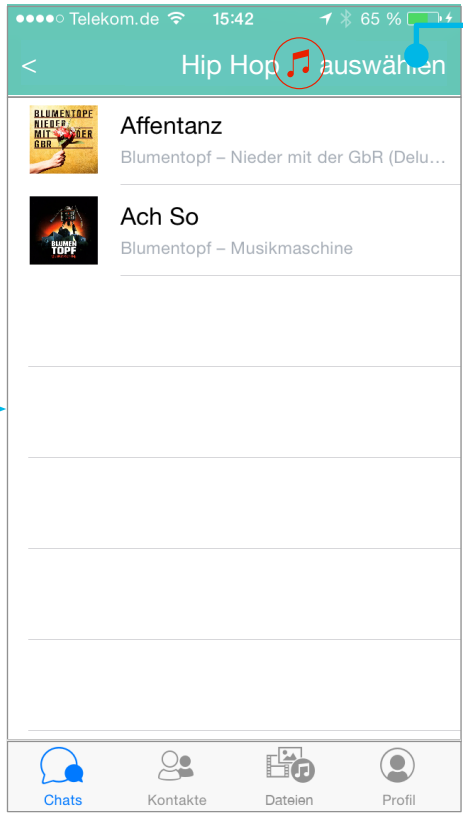 Telekom.de 15:42 65 %
< Hip Hop auswählen
BLUMENTOPF
NIEDER
MIT DER
GBR
Affentanz
Blumentopf – Nieder mit der GbR (Delu…
BLUMEN
TOPF
Ach So
Blumentopf – Musikmaschine
Chats Kontakte Dateien Profil